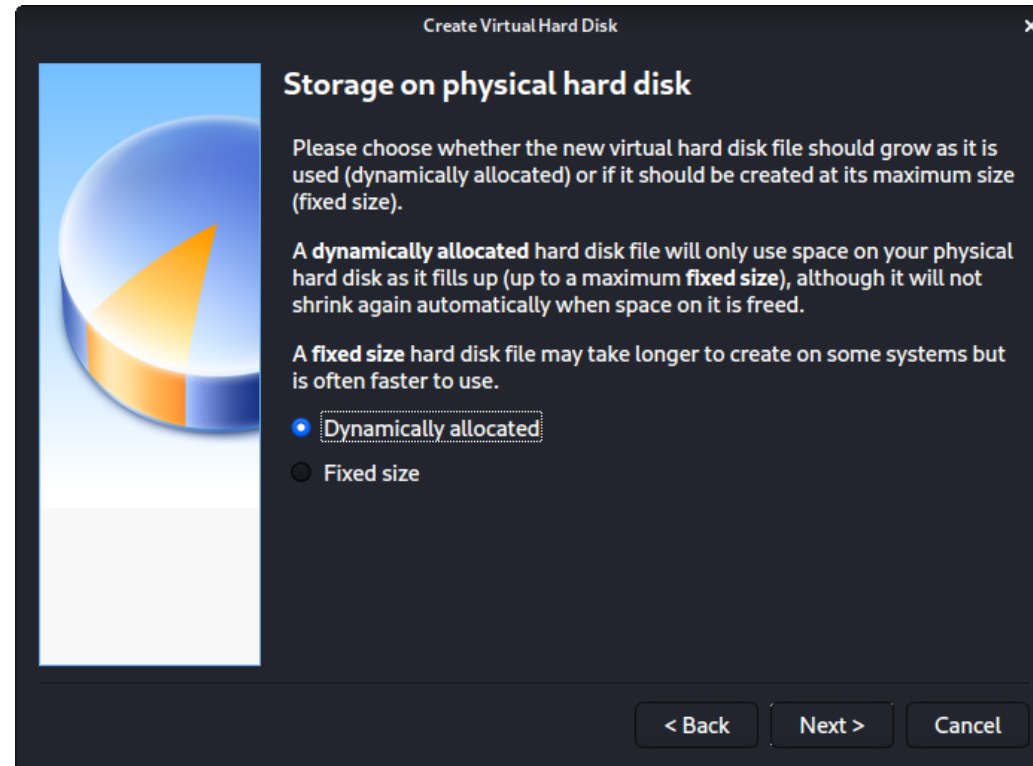 Create Virtual Hard Disk
Storage on physical hard disk
Please choose whether the new virtual hard disk file should grow as it is
used (dynamically allocated) or if it should be created at its maximum size
(fixed size).
A dynamically allocated hard disk file will only use space on your physical
hard disk as it fills up (up to a maximum fixed size), although it will not
shrink again automatically when space on it is freed.
A fixed size hard disk file may take longer to create on some systems but
is often faster to use.
Dynamically allocated
Fixed size
< Back Next > Cancel